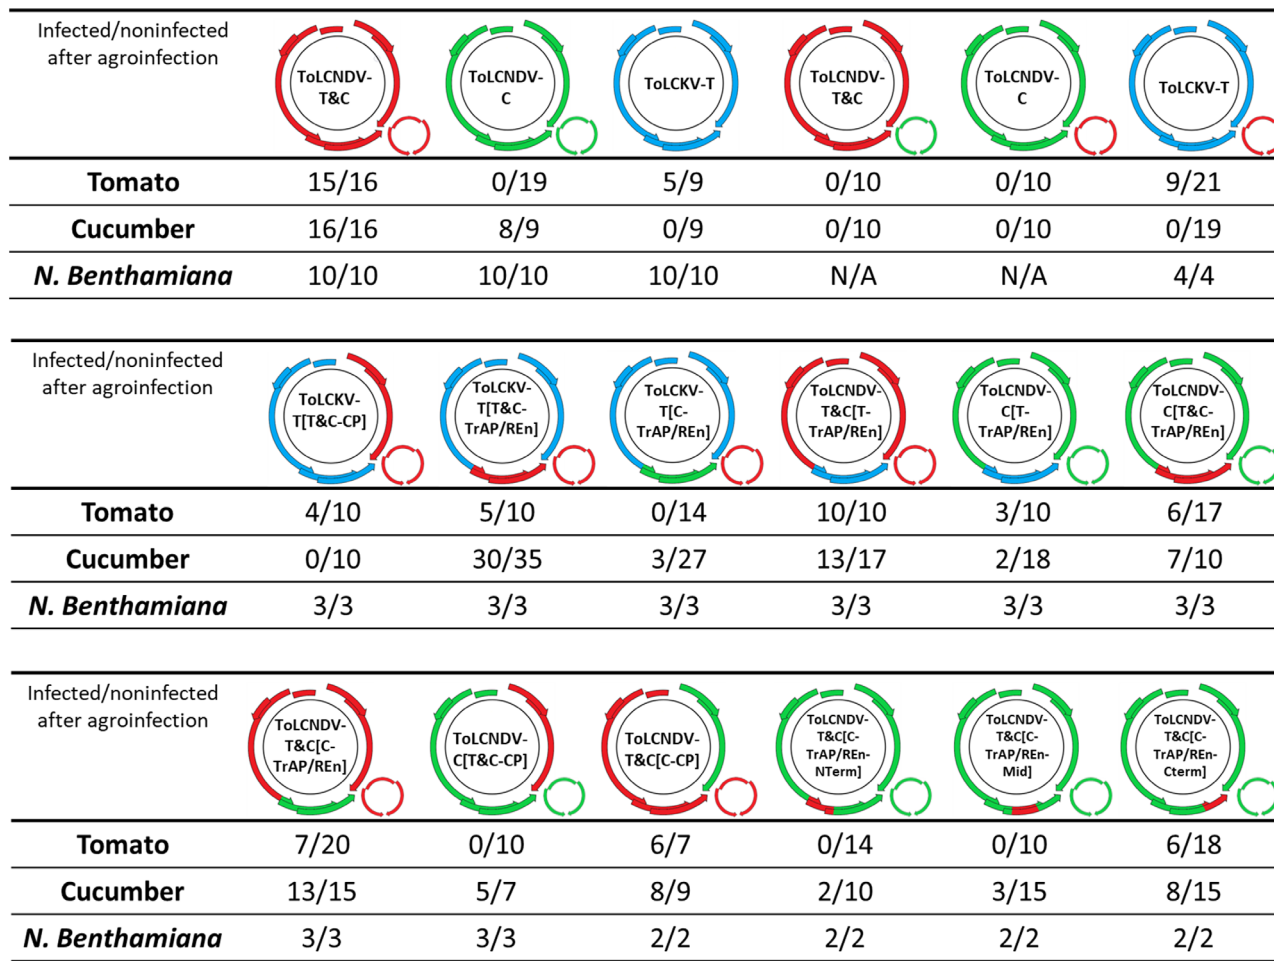 Infected/noninfected
after agroinfection
ToLCNDV-
T&C
ToLCNDV-
C
ToLCKV-T
ToLCNDV-
T&C
ToLCNDV-
C
ToLCKV-T
Tomato 15/16 0/19 5/9 0/10 0/10 9/21
Cucumber 16/16 8/9 0/9 0/10 0/10 0/19
N. Benthamiana 10/10 10/10 10/10 N/A N/A 4/4
Infected/noninfected
after agroinfection
ToLCKV-
T[T&C-CP]
ToLCKV-
T[T&C-
TrAP/REn]
ToLCKV-
T[C-
TrAP/REn]
ToLCNDV-
T&C[T-
TrAP/REn]
ToLCNDV-
C[T-
TrAP/REn]
ToLCNDV-
C[T&C-
TrAP/REn]
Tomato 4/10 5/10 0/14 10/10 3/10 6/17
Cucumber 0/10 30/35 3/27 13/17 2/18 7/10
N. Benthamiana 3/3 3/3 3/3 3/3 3/3 3/3
Infected/noninfected
after agroinfection
ToLCNDV-
T&C[C-
TrAP/REn]
ToLCNDV-
C[T&C-CP]
ToLCNDV-
T&C[C-CP]
ToLCNDV-
T&C[C-
TrAP/REn-
NTerm]
ToLCNDV-
T&C[C-
TrAP/REn-
Mid]
ToLCNDV-
T&C[C-
TrAP/REn-
Cterm]
Tomato 7/20 0/10 6/7 0/14 0/10 6/18
Cucumber 13/15 5/7 8/9 2/10 3/15 8/15
N. Benthamiana 3/3 3/3 2/2 2/2 2/2 2/2